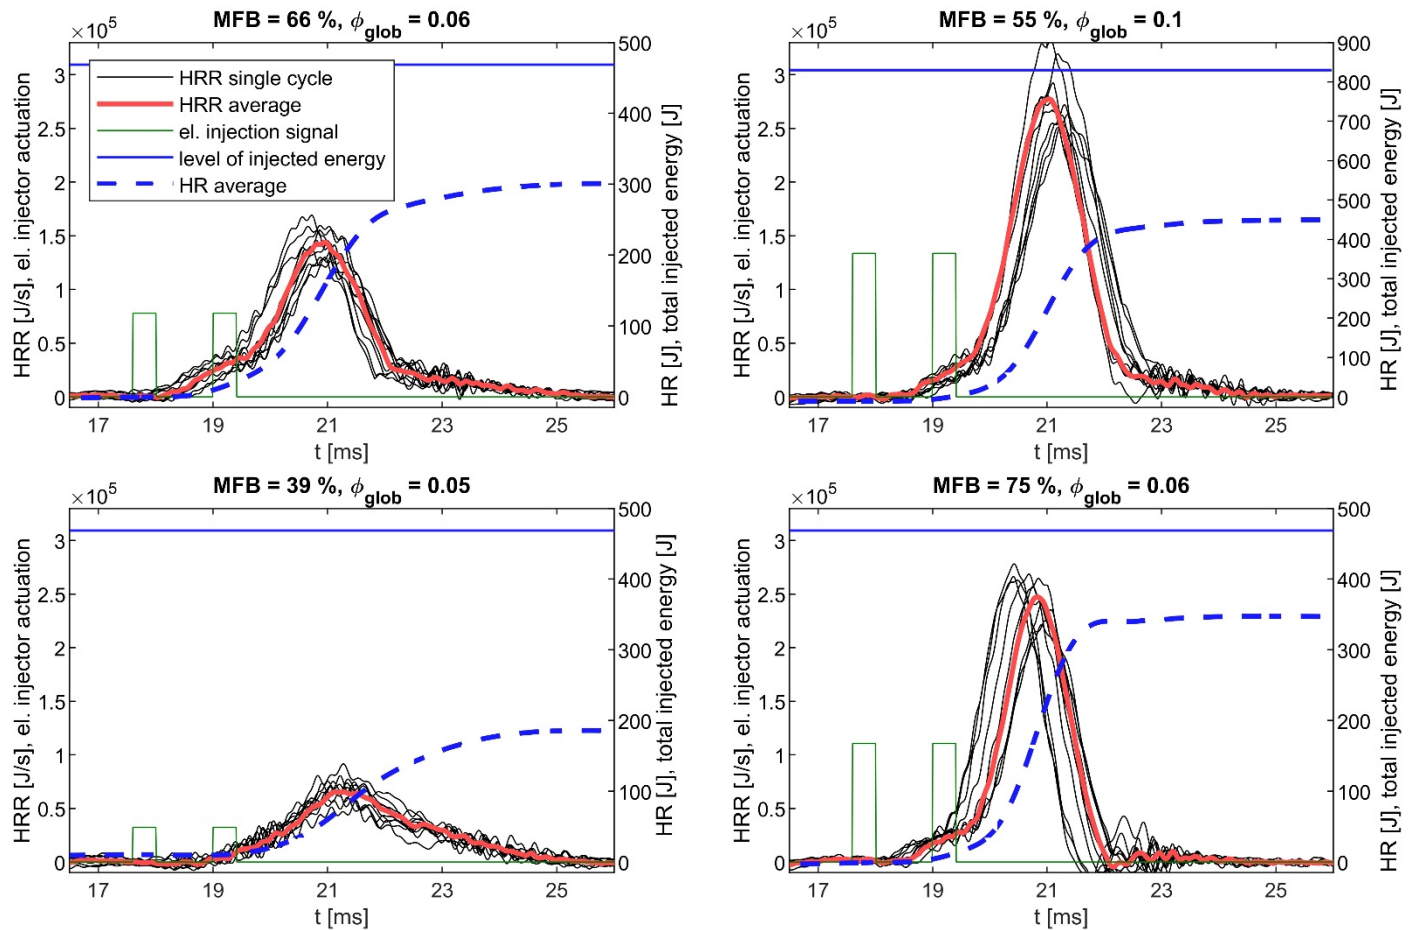 MFB = 66 %, ϕglob = 0.06
×10^5
HRR [J/s], el. injector actuation
3
2.5
2
1.5
1
0.5
0
HRR single cycle
HRR average
el. injection signal
level of injected energy
HR average
500
400
300
200
100
0
HR [J], total injected energy [J]
17 19 21 23 25
t [ms]
MFB = 55 %, ϕglob = 0.1
×10^5
HRR [J/s], el. injector actuation
3
2.5
2
1.5
1
0.5
0
900
800
700
600
500
400
300
200
100
0
HR [J], total injected energy [J]
17 19 21 23 25
t [ms]
MFB = 39 %, ϕglob = 0.05
×10^5
HRR [J/s], el. injector actuation
3
2.5
2
1.5
1
0.5
0
500
400
300
200
100
0
HR [J], total injected energy [J]
17 19 21 23 25
t [ms]
MFB = 75 %, ϕglob = 0.06
×10^5
HRR [J/s], el. injector actuation
3
2.5
2
1.5
1
0.5
0
500
400
300
200
100
0
HR [J], total injected energy [J]
17 19 21 23 25
t [ms]